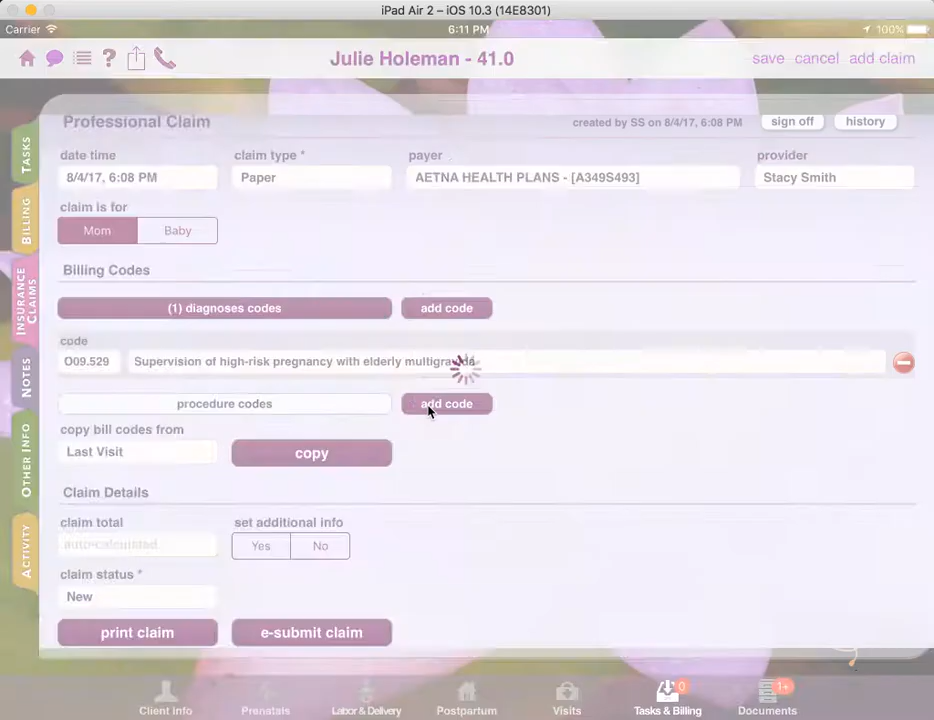 iPad Air 2 – iOS 10.3 (14E8301)
Carrier 6:11 PM 100%
Julie Holeman - 41.0 save cancel add claim
Professional Claim created by SS on 8/4/17, 6:08 PM sign off history
date time claim type * payer provider
8/4/17, 6:08 PM Paper AETNA HEALTH PLANS - [A349S493] Stacy Smith
claim is for
Mom Baby
Billing Codes
(1) diagnoses codes add code
code
O09.529 Supervision of high-risk pregnancy with elderly
procedure codes add code
copy bill codes from
Last Visit copy
Claim Details
claim total set additional info
auto-calculated Yes No
claim status *
New
print claim e-submit claim
TASKS
BILLING
INSURANCE
CLAIMS
NOTES
OTHER INFO
ACTIVITY
0 1+
Client Info Prenatals Labor & Delivery Postpartum Visits Tasks & Billing Documents